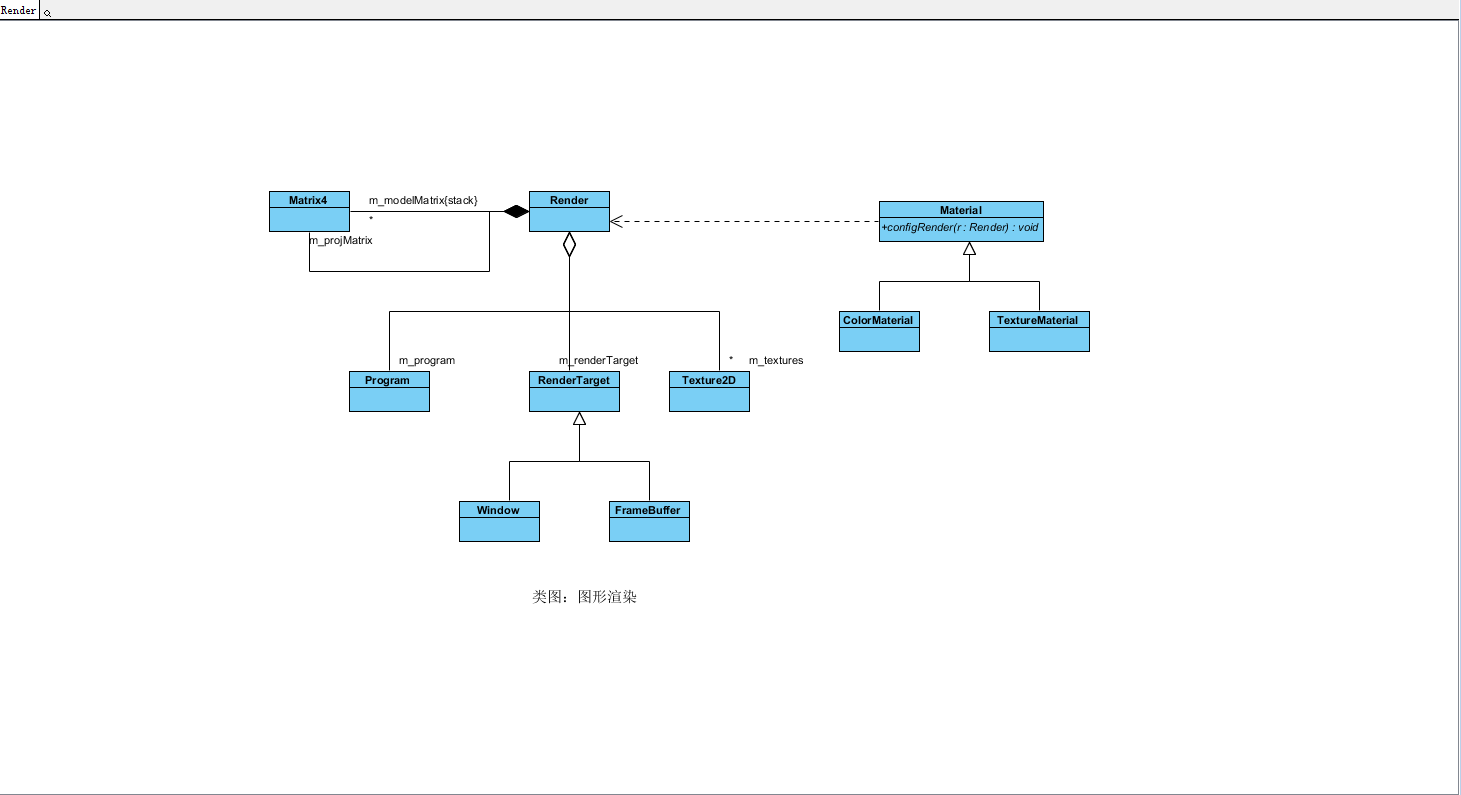 Render
m_modelMatrix{stack}
Matrix4
Render
*
m_projMatrix
Material
+configRender(r : Render) : void
ColorMaterial
TextureMaterial
m_program
m_renderTarget
* m_textures
Program
RenderTarget
Texture2D
Window
FrameBuffer
类图：图形渲染